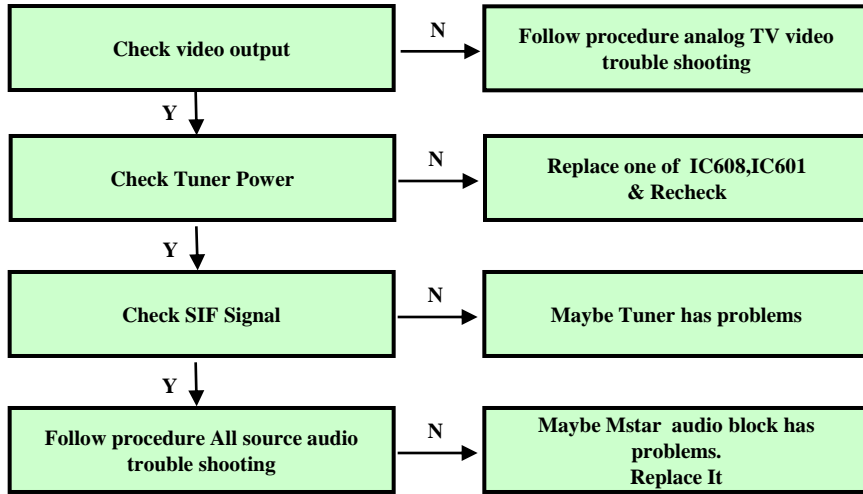 Check video output
N
Follow procedure analog TV video
trouble shooting
Y
Check Tuner Power
N
Replace one of IC608,IC601
& Recheck
Y
Check SIF Signal
N
Maybe Tuner has problems
Y
Follow procedure All source audio
trouble shooting
N
Maybe Mstar audio block has
problems.
Replace It